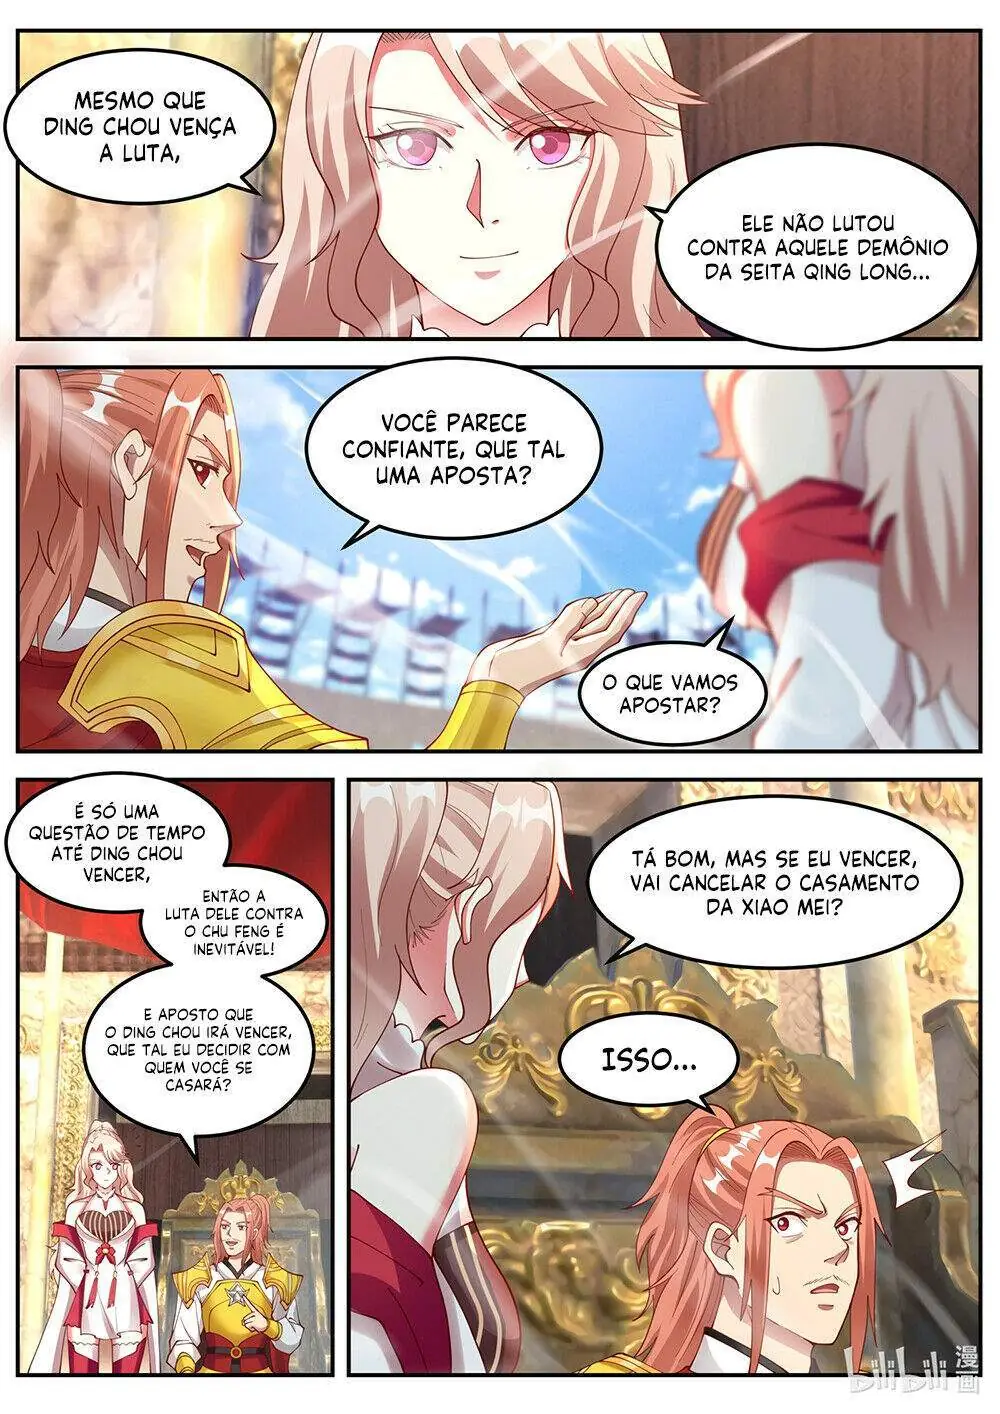 MESMO QUE
DING CHOU VENÇA
A LUTA,
ELE NÃO LUTOU
CONTRA AQUELE DEMÔNIO
DA SEITA QING LONG...
VOCÊ PARECE
CONFIANTE, QUE TAL
UMA APOSTA?
O QUE VAMOS
APOSTAR?
É SÓ UMA
QUESTÃO DE TEMPO
ATÉ DING CHOU
VENCER,
ENTÃO A
LUTA DELE CONTRA
O CHU FENG É
INEVITÁVEL!
E APOSTO QUE
O DING CHOU IRÁ VENCER,
QUE TAL EU DECIDIR COM
QUEM VOCÊ SE
CASARÁ?
TÁ BOM, MAS SE EU VENCER,
VAI CANCELAR O CASAMENTO
DA XIAO MEI?
ISSO...
bilibili 漫画